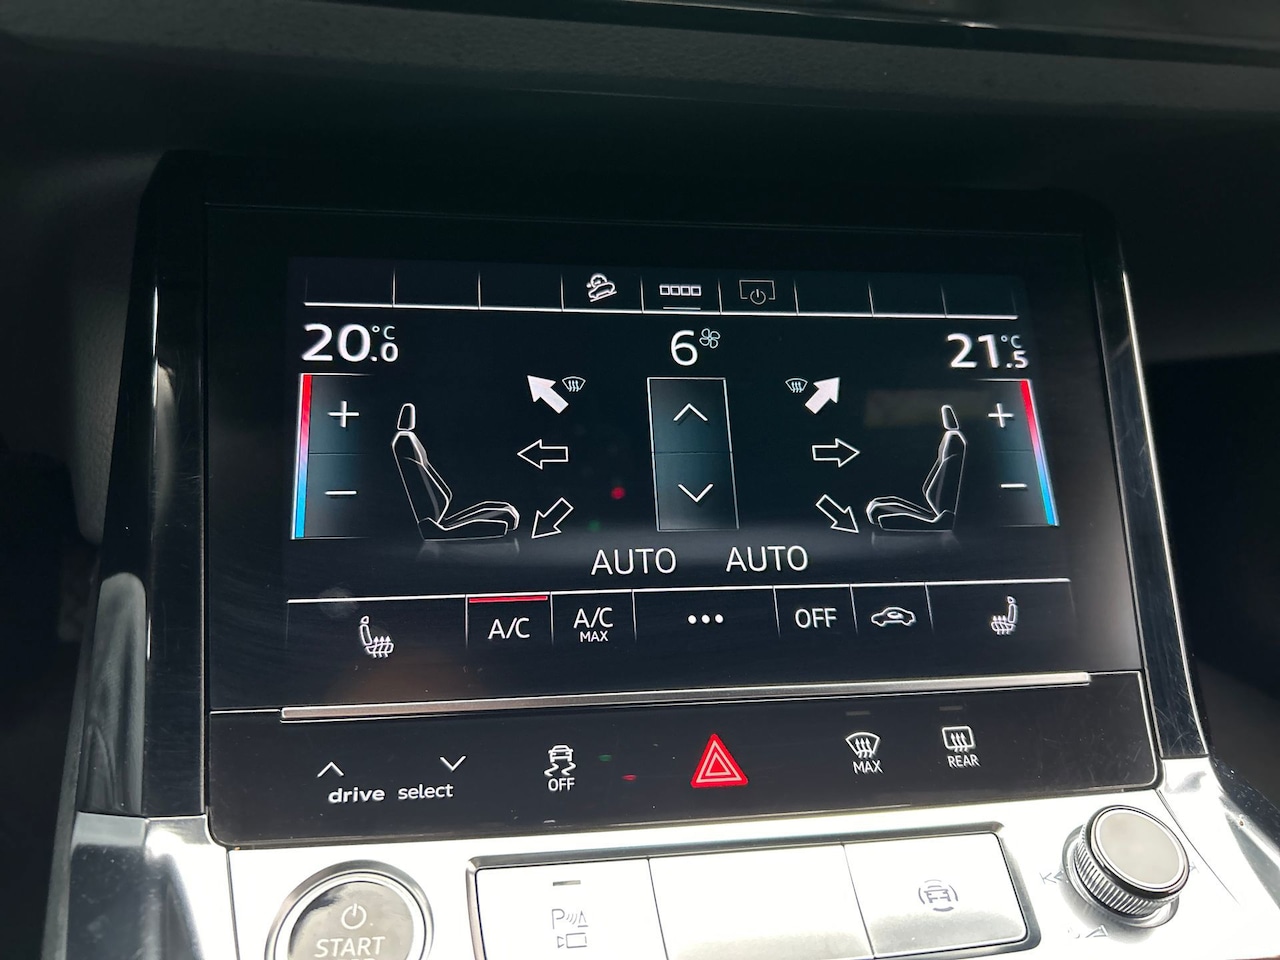 20.0°C 6 21.5°C
+ +
− −
AUTO AUTO
A/C A/C MAX ••• OFF
drive select OFF MAX REAR
START
P